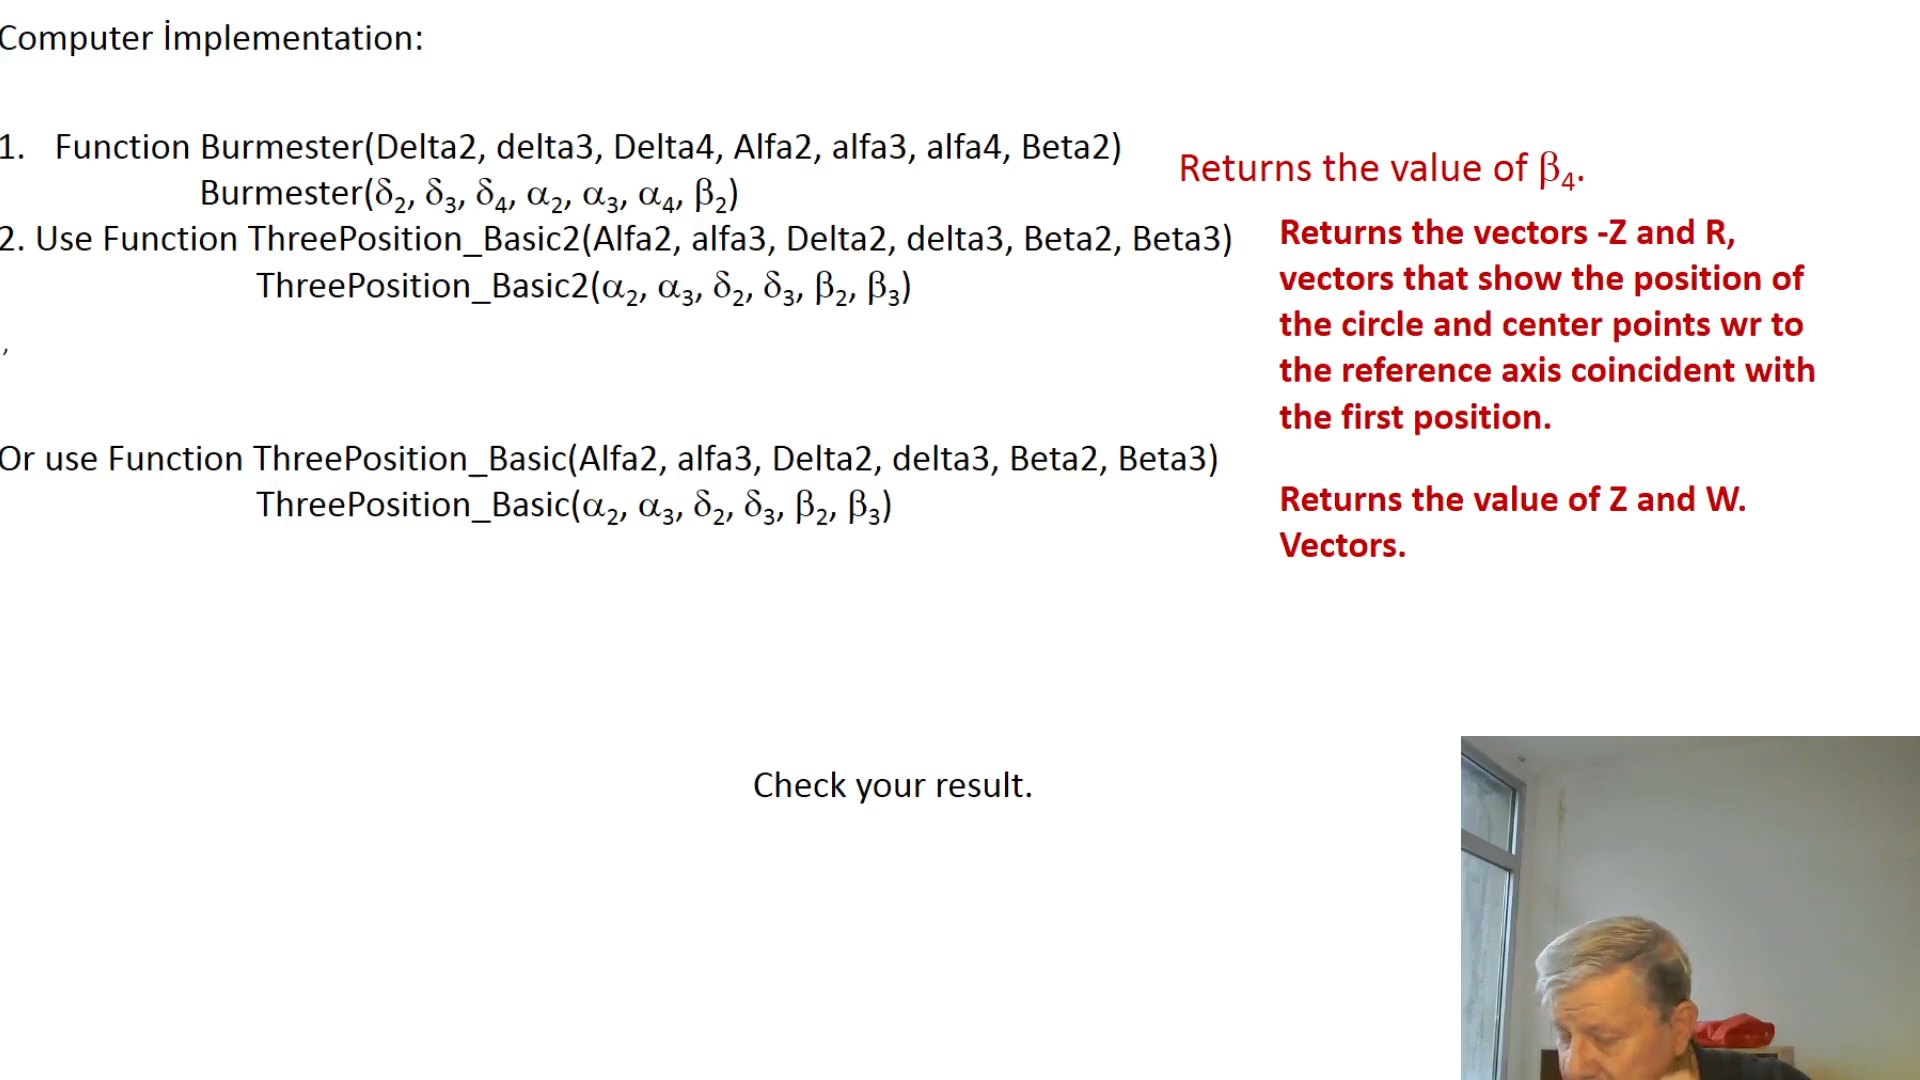 Computer İmplementation:
1. Function Burmester(Delta2, delta3, Delta4, Alfa2, alfa3, alfa4, Beta2)
Returns the value of β₄.
Burmester(δ₂, δ₃, δ₄, α₂, α₃, α₄, β₂)
2. Use Function ThreePosition_Basic2(Alfa2, alfa3, Delta2, delta3, Beta2, Beta3)
ThreePosition_Basic2(α₂, α₃, δ₂, δ₃, β₂, β₃)
Returns the vectors -Z and R,
vectors that show the position of
the circle and center points wr to
the reference axis coincident with
the first position.
,
Or use Function ThreePosition_Basic(Alfa2, alfa3, Delta2, delta3, Beta2, Beta3)
ThreePosition_Basic(α₂, α₃, δ₂, δ₃, β₂, β₃)
Returns the value of Z and W.
Vectors.
Check your result.